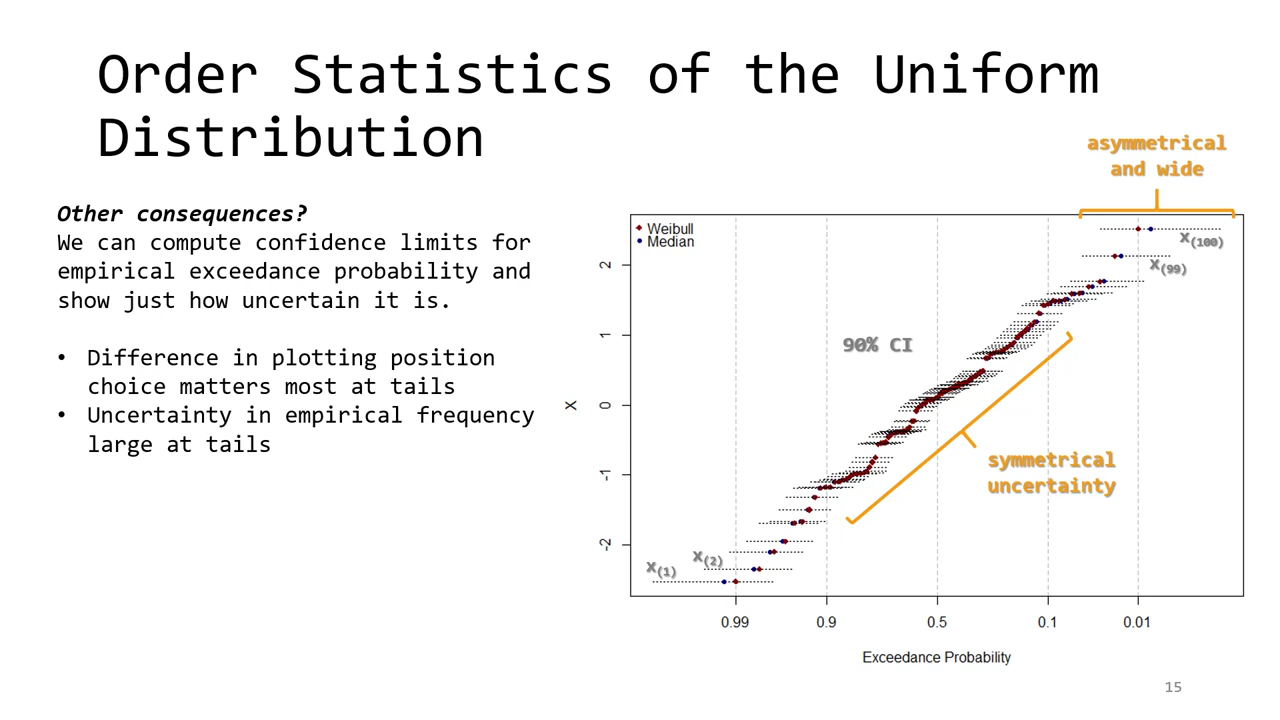 Order Statistics of the Uniform
Distribution
asymmetrical
and wide
Other consequences?
We can compute confidence limits for
empirical exceedance probability and
show just how uncertain it is.
• Difference in plotting position
choice matters most at tails
• Uncertainty in empirical frequency
large at tails
Weibull
Median
x(100)
x(99)
90% CI
symmetrical
uncertainty
x(2)
x(1)
X
2
1
0
-1
-2
0.99
0.9
0.5
0.1
0.01
Exceedance Probability
15